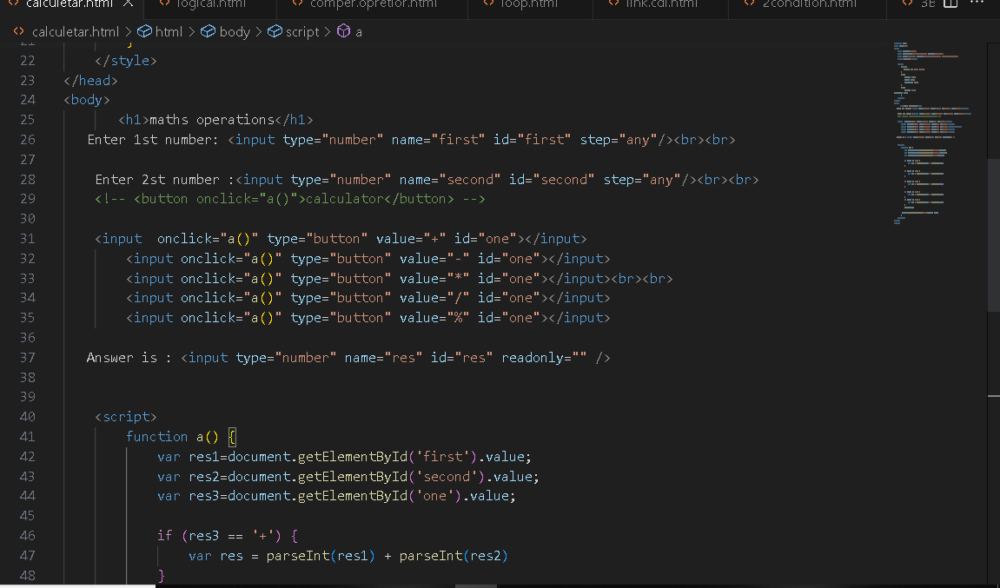 calculetar.html logical.html comper.opretior.html loop.html link.cdl.html 2condition.html 3B
calculetar.html > html > body > script > a
21 }
22 </style>
23 </head>
24 <body>
25 <h1>maths operations</h1>
26 Enter 1st number: <input type="number" name="first" id="first" step="any"/><br><br>
27
28 Enter 2st number :<input type="number" name="second" id="second" step="any"/><br><br>
29 <!-- <button onclick="a()">calculator</button> -->
30
31 <input  onclick="a()" type="button" value="+" id="one"></input>
32 <input onclick="a()" type="button" value="-" id="one"></input>
33 <input onclick="a()" type="button" value="*" id="one"></input><br><br>
34 <input onclick="a()" type="button" value="/" id="one"></input>
35 <input onclick="a()" type="button" value="%" id="one"></input>
36
37 Answer is : <input type="number" name="res" id="res" readonly="" />
38
39
40 <script>
41 function a() {
42 var res1=document.getElementById('first').value;
43 var res2=document.getElementById('second').value;
44 var res3=document.getElementById('one').value;
45
46 if (res3 == '+') {
47 var res = parseInt(res1) + parseInt(res2)
48 }